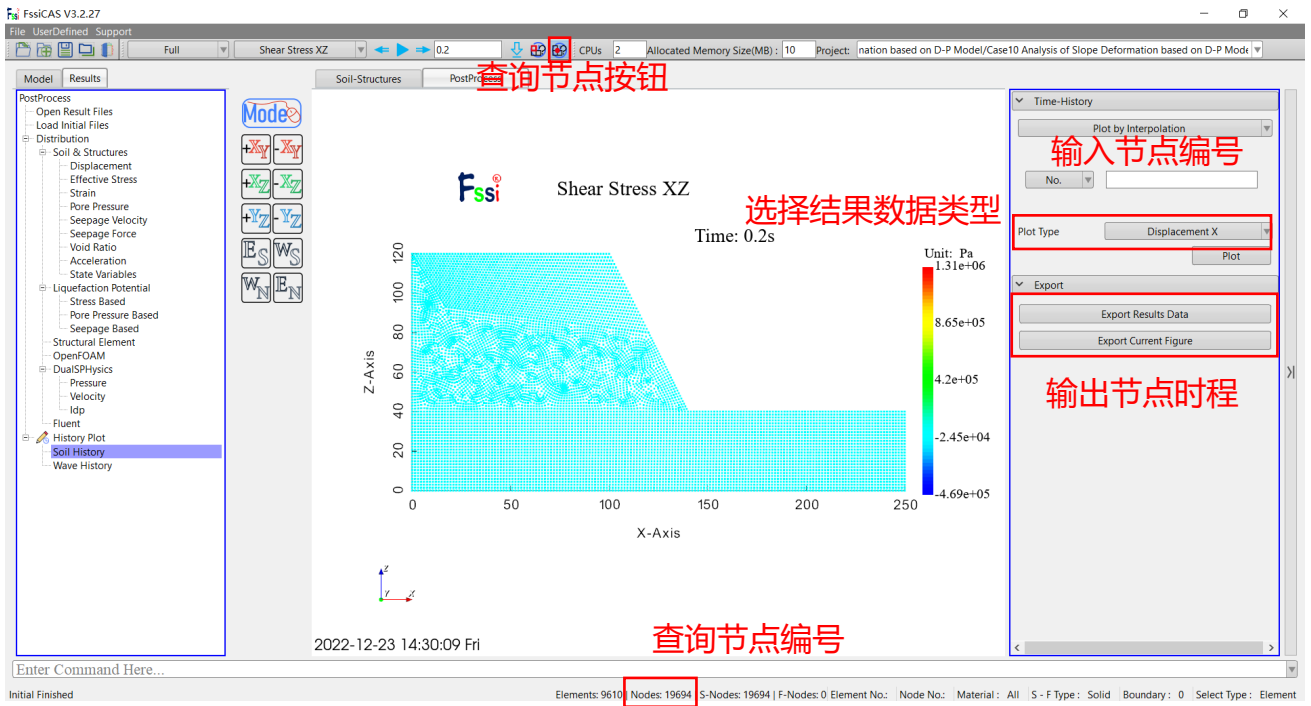 FssiCAS V3.2.27
File UserDefined Support
Full Shear Stress XZ 0.2 CPUs 2 Allocated Memory Size(MB) : 10 Project: nation based on D-P Model/Case10 Analysis of Slope Deformation based on D-P Mode
查询节点按钮
Model Results
Soil-Structures PostProcess
PostProcess
Open Result Files
Load Initial Files
Distribution
Soil & Structures
Displacement
Effective Stress
Strain
Pore Pressure
Seepage Velocity
Seepage Force
Void Ratio
Acceleration
State Variables
Liquefaction Potential
Stress Based
Pore Pressure Based
Seepage Based
Structural Element
OpenFOAM
DualSPHysics
Pressure
Velocity
Idp
Fluent
History Plot
Soil History
Wave History
Mode
+XY -XY
+XZ -XZ
+YZ -YZ
ES WS
WN EN
Fssi ®
Shear Stress XZ
选择结果数据类型
Time: 0.2s
Unit: Pa
1.31e+06
8.65e+05
4.2e+05
-2.45e+04
-4.69e+05
120
100
80
60
40
20
0
Z-Axis
0 50 100 150 200 250
X-Axis
Z
Y X
2022-12-23 14:30:09 Fri
查询节点编号
Time-History
Plot by Interpolation
输入节点编号
No.
Plot Type Displacement X
Plot
Export
Export Results Data
Export Current Figure
输出节点时程
Enter Command Here...
Initial Finished Elements: 9610 | Nodes: 19694 | S-Nodes: 19694 | F-Nodes: 0 Element No.: Node No.: Material : All S - F Type : Solid Boundary : 0 Select Type : Element